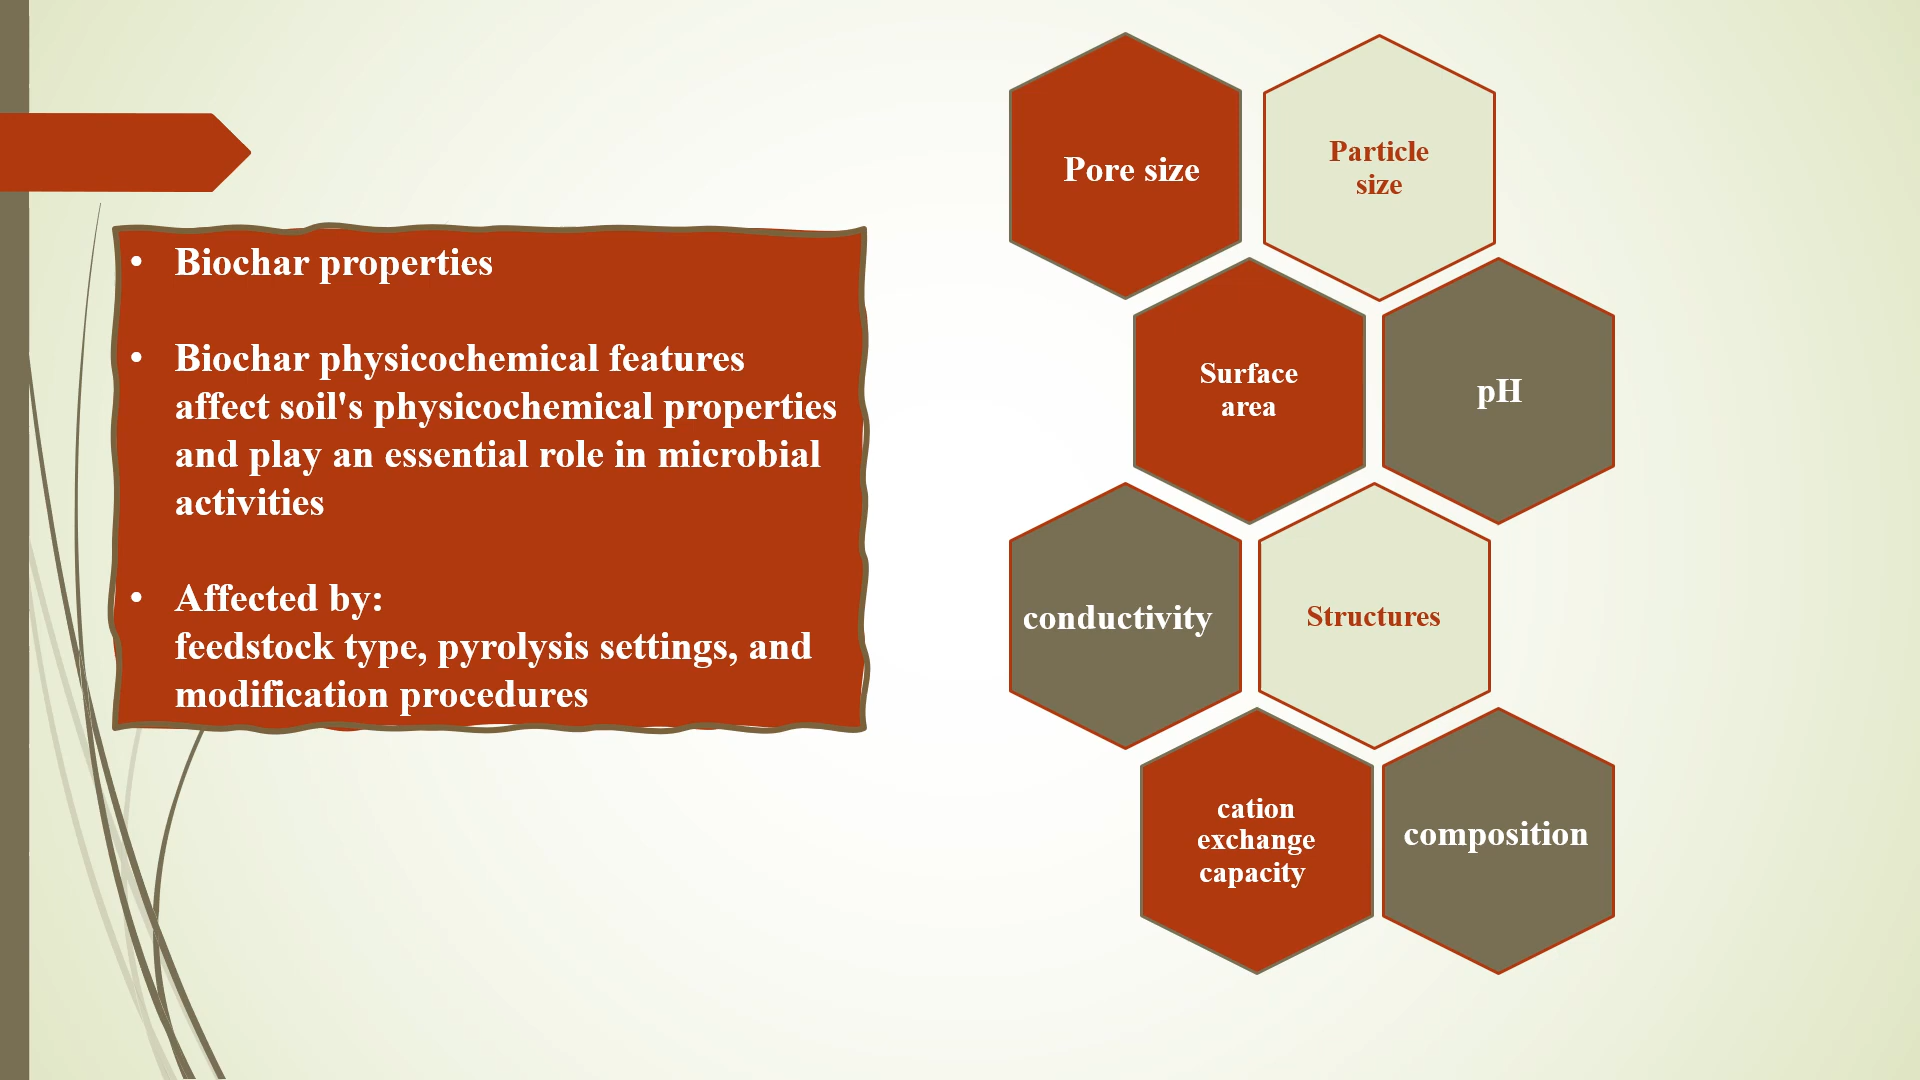 • Biochar properties
• Biochar physicochemical features
affect soil's physicochemical properties
and play an essential role in microbial
activities
• Affected by:
feedstock type, pyrolysis settings, and
modification procedures
Pore size
Particle
size
Surface
area
pH
conductivity
Structures
cation
exchange
capacity
composition